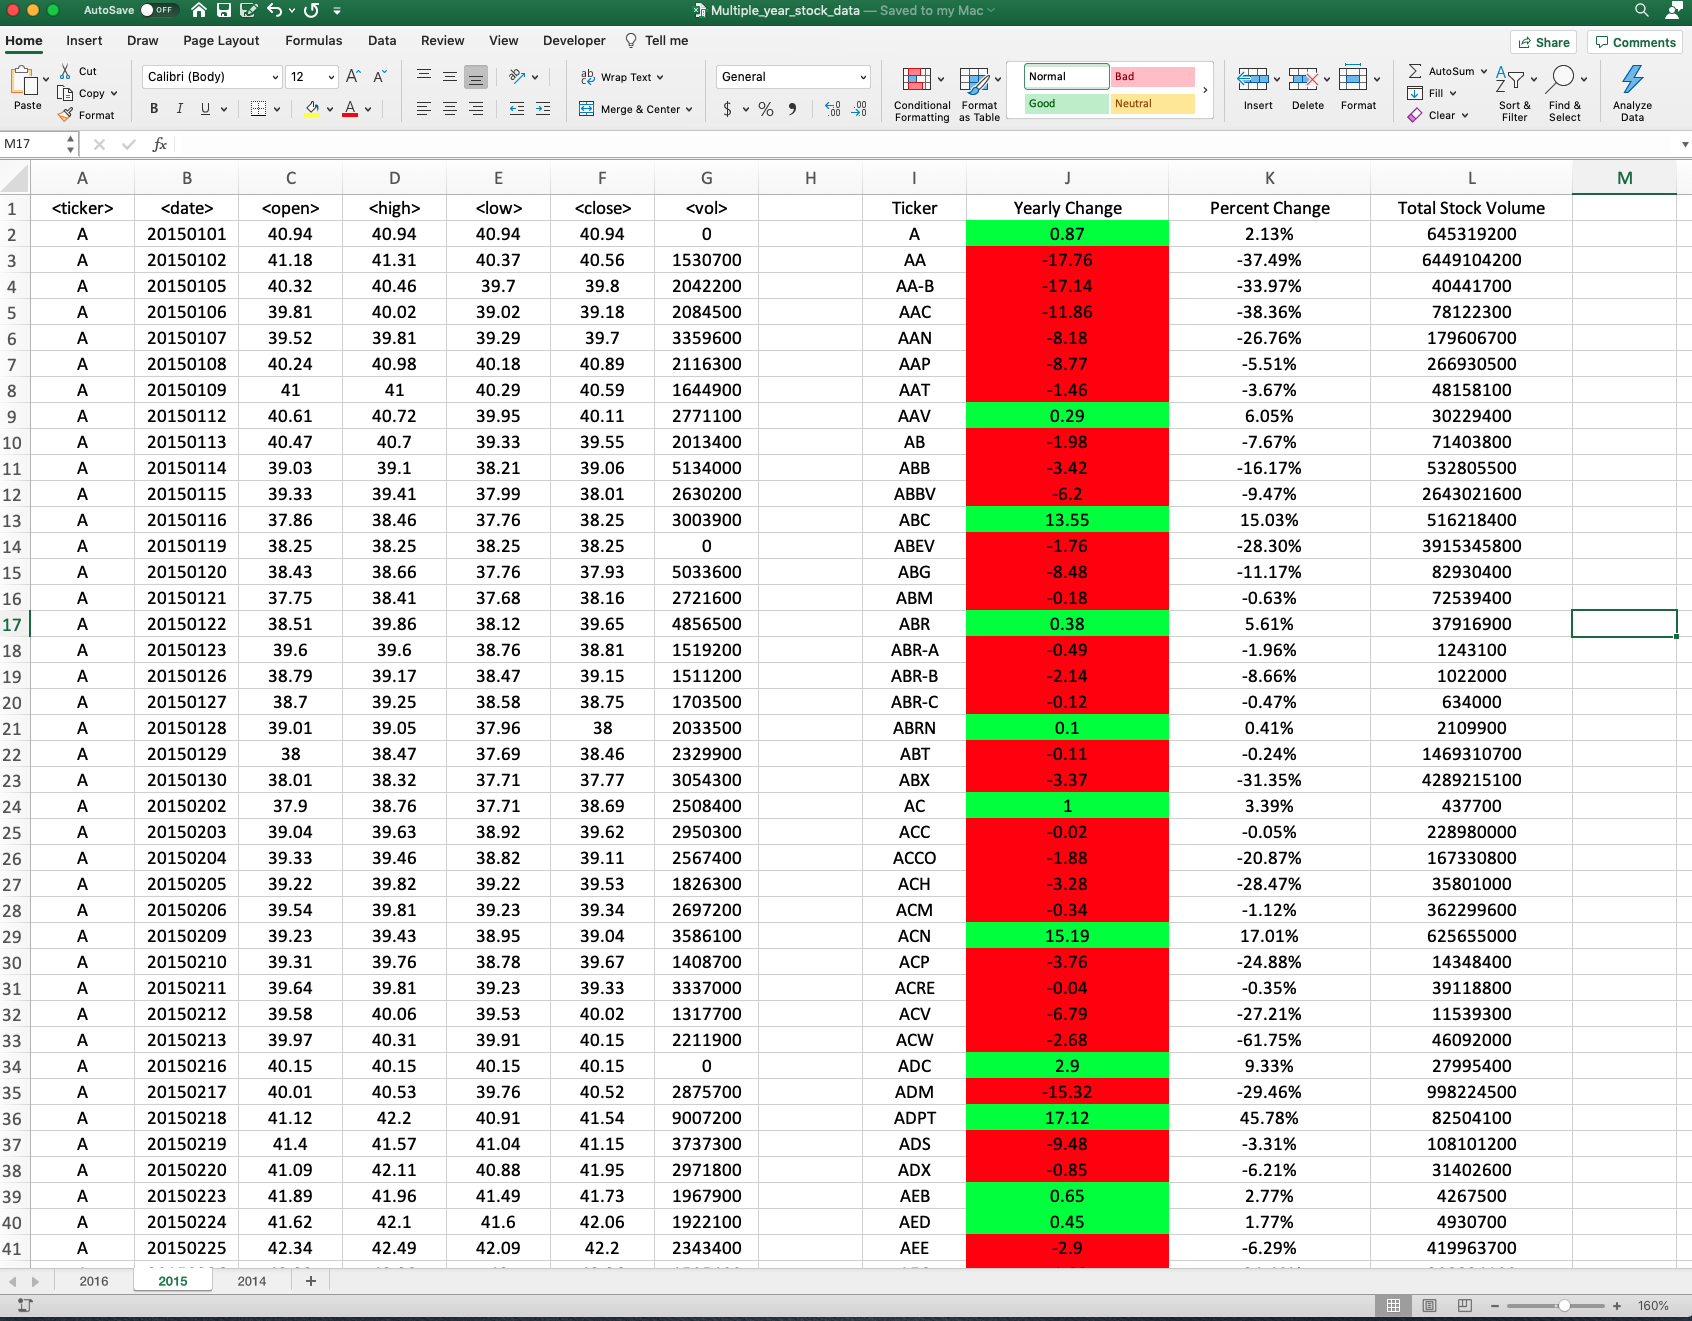 AutoSave OFF Multiple_year_stock_data — Saved to my Mac
Home Insert Draw Page Layout Formulas Data Review View Developer Tell me Share Comments
Paste Cut Copy Format
Calibri (Body) 12 A^ A˅ B I U A
ab c Wrap Text Merge & Center
General $ % 9 .00 .00
Conditional Formatting Format as Table
Normal Bad Good Neutral
Insert Delete Format
AutoSum Fill Clear
Sort & Filter Find & Select Analyze Data
M17 fx
A B C D E F G H I J K L M
1 <ticker> <date> <open> <high> <low> <close> <vol> Ticker Yearly Change Percent Change Total Stock Volume
2 A 20150101 40.94 40.94 40.94 40.94 0 A 0.87 2.13% 645319200
3 A 20150102 41.18 41.31 40.37 40.56 1530700 AA -17.76 -37.49% 6449104200
4 A 20150105 40.32 40.46 39.7 39.8 2042200 AA-B -17.14 -33.97% 40441700
5 A 20150106 39.81 40.02 39.02 39.18 2084500 AAC -11.86 -38.36% 78122300
6 A 20150107 39.52 39.81 39.29 39.7 3359600 AAN -8.18 -26.76% 179606700
7 A 20150108 40.24 40.98 40.18 40.89 2116300 AAP -8.77 -5.51% 266930500
8 A 20150109 41 41 40.29 40.59 1644900 AAT -1.46 -3.67% 48158100
9 A 20150112 40.61 40.72 39.95 40.11 2771100 AAV 0.29 6.05% 30229400
10 A 20150113 40.47 40.7 39.33 39.55 2013400 AB -1.98 -7.67% 71403800
11 A 20150114 39.03 39.1 38.21 39.06 5134000 ABB -3.42 -16.17% 532805500
12 A 20150115 39.33 39.41 37.99 38.01 2630200 ABBV -6.2 -9.47% 2643021600
13 A 20150116 37.86 38.46 37.76 38.25 3003900 ABC 13.55 15.03% 516218400
14 A 20150119 38.25 38.25 38.25 38.25 0 ABEV -1.76 -28.30% 3915345800
15 A 20150120 38.43 38.66 37.76 37.93 5033600 ABG -8.48 -11.17% 82930400
16 A 20150121 37.75 38.41 37.68 38.16 2721600 ABM -0.18 -0.63% 72539400
17 A 20150122 38.51 39.86 38.12 39.65 4856500 ABR 0.38 5.61% 37916900
18 A 20150123 39.6 39.6 38.76 38.81 1519200 ABR-A -0.49 -1.96% 1243100
19 A 20150126 38.79 39.17 38.47 39.15 1511200 ABR-B -2.14 -8.66% 1022000
20 A 20150127 38.7 39.25 38.58 38.75 1703500 ABR-C -0.12 -0.47% 634000
21 A 20150128 39.01 39.05 37.96 38 2033500 ABRN 0.1 0.41% 2109900
22 A 20150129 38 38.47 37.69 38.46 2329900 ABT -0.11 -0.24% 1469310700
23 A 20150130 38.01 38.32 37.71 37.77 3054300 ABX -3.37 -31.35% 4289215100
24 A 20150202 37.9 38.76 37.71 38.69 2508400 AC 1 3.39% 437700
25 A 20150203 39.04 39.63 38.92 39.62 2950300 ACC -0.02 -0.05% 228980000
26 A 20150204 39.33 39.46 38.82 39.11 2567400 ACCO -1.88 -20.87% 167330800
27 A 20150205 39.22 39.82 39.22 39.53 1826300 ACH -3.28 -28.47% 35801000
28 A 20150206 39.54 39.81 39.23 39.34 2697200 ACM -0.34 -1.12% 362299600
29 A 20150209 39.23 39.43 38.95 39.04 3586100 ACN 15.19 17.01% 625655000
30 A 20150210 39.31 39.76 38.78 39.67 1408700 ACP -3.76 -24.88% 14348400
31 A 20150211 39.64 39.81 39.23 39.33 3337000 ACRE -0.04 -0.35% 39118800
32 A 20150212 39.58 40.06 39.53 40.02 1317700 ACV -6.79 -27.21% 11539300
33 A 20150213 39.97 40.31 39.91 40.15 2211900 ACW -2.68 -61.75% 46092000
34 A 20150216 40.15 40.15 40.15 40.15 0 ADC 2.9 9.33% 27995400
35 A 20150217 40.01 40.53 39.76 40.52 2875700 ADM -15.32 -29.46% 998224500
36 A 20150218 41.12 42.2 40.91 41.54 9007200 ADPT 17.12 45.78% 82504100
37 A 20150219 41.4 41.57 41.04 41.15 3737300 ADS -9.48 -3.31% 108101200
38 A 20150220 41.09 42.11 40.88 41.95 2971800 ADX -0.85 -6.21% 31402600
39 A 20150223 41.89 41.96 41.49 41.73 1967900 AEB 0.65 2.77% 4267500
40 A 20150224 41.62 42.1 41.6 42.06 1922100 AED 0.45 1.77% 4930700
41 A 20150225 42.34 42.49 42.09 42.2 2343400 AEE -2.9 -6.29% 419963700
2016 2015 2014 +
160%